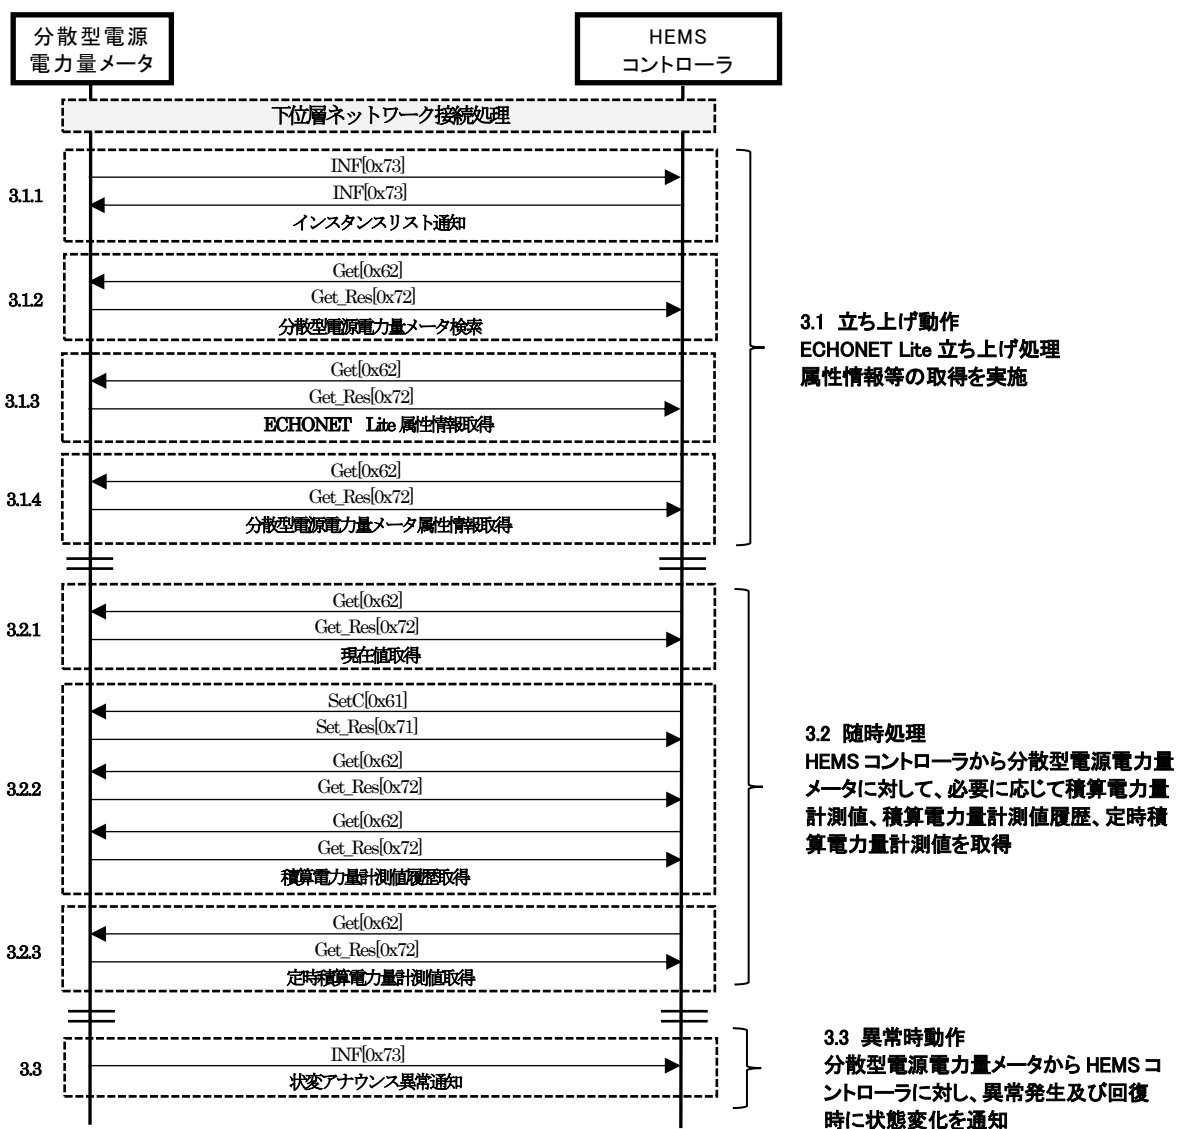 分散型電源
電力量メータ
HEMS
コントローラ
下位層ネットワーク接続処理
3.1.1
INF[0x73]
INF[0x73]
インスタンスリスト通知
3.1.2
Get[0x62]
Get_Res[0x72]
分散型電源電力量メータ検索
3.1.3
Get[0x62]
Get_Res[0x72]
ECHONET Lite 属性情報取得
3.1.4
Get[0x62]
Get_Res[0x72]
分散型電源電力量メータ属性情報取得
3.1 立ち上げ動作
ECHONET Lite 立ち上げ処理
属性情報等の取得を実施
3.2.1
Get[0x62]
Get_Res[0x72]
現在値取得
3.2.2
SetC[0x61]
Set_Res[0x71]
Get[0x62]
Get_Res[0x72]
Get[0x62]
Get_Res[0x72]
積算電力量計測値履歴取得
3.2.3
Get[0x62]
Get_Res[0x72]
定時積算電力量計測値取得
3.2 随時処理
HEMS コントローラから分散型電源電力量
メータに対して、必要に応じて積算電力量
計測値、積算電力量計測値履歴、定時積
算電力量計測値を取得
3.3
INF[0x73]
状変アナウンス異常通知
3.3 異常時動作
分散型電源電力量メータから HEMS コ
ントローラに対し、異常発生及び回復
時に状態変化を通知